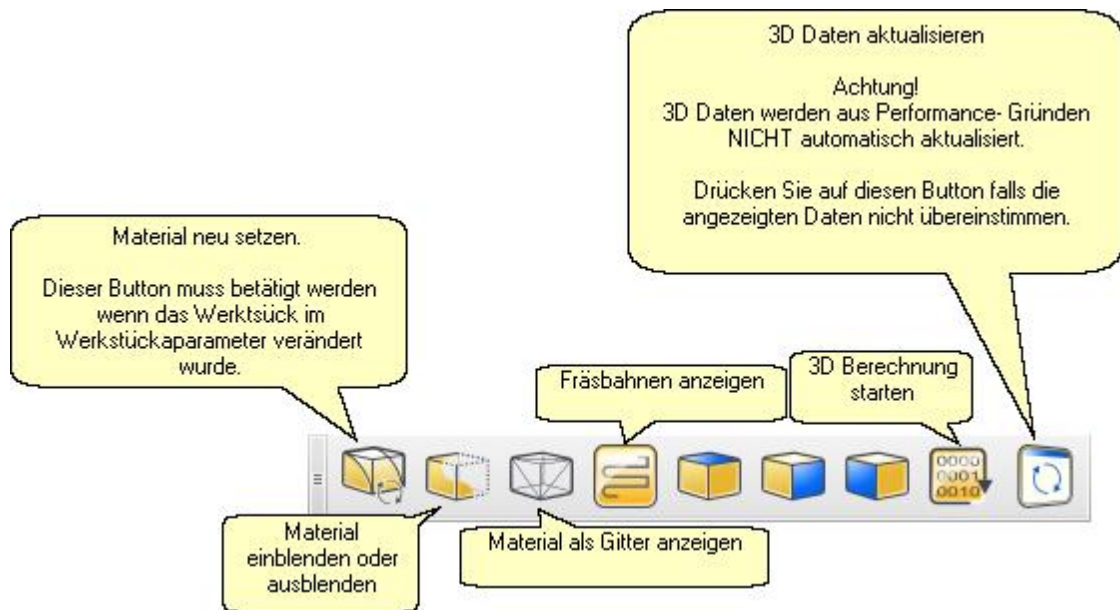 3D Daten aktualisieren
Achtung!
3D Daten werden aus Performance- Gründen
NICHT automatisch aktualisiert.
Drücken Sie auf diesen Button falls die
angezeigten Daten nicht übereinstimmen.
Material neu setzen.
Dieser Button muss betätigt werden
wenn das Werktsück im
Werkstückaparameter verändert
wurde.
Fräsbahnen anzeigen
3D Berechnung
starten
0000
0001
0010
Material
einblenden oder
ausblenden
Material als Gitter anzeigen